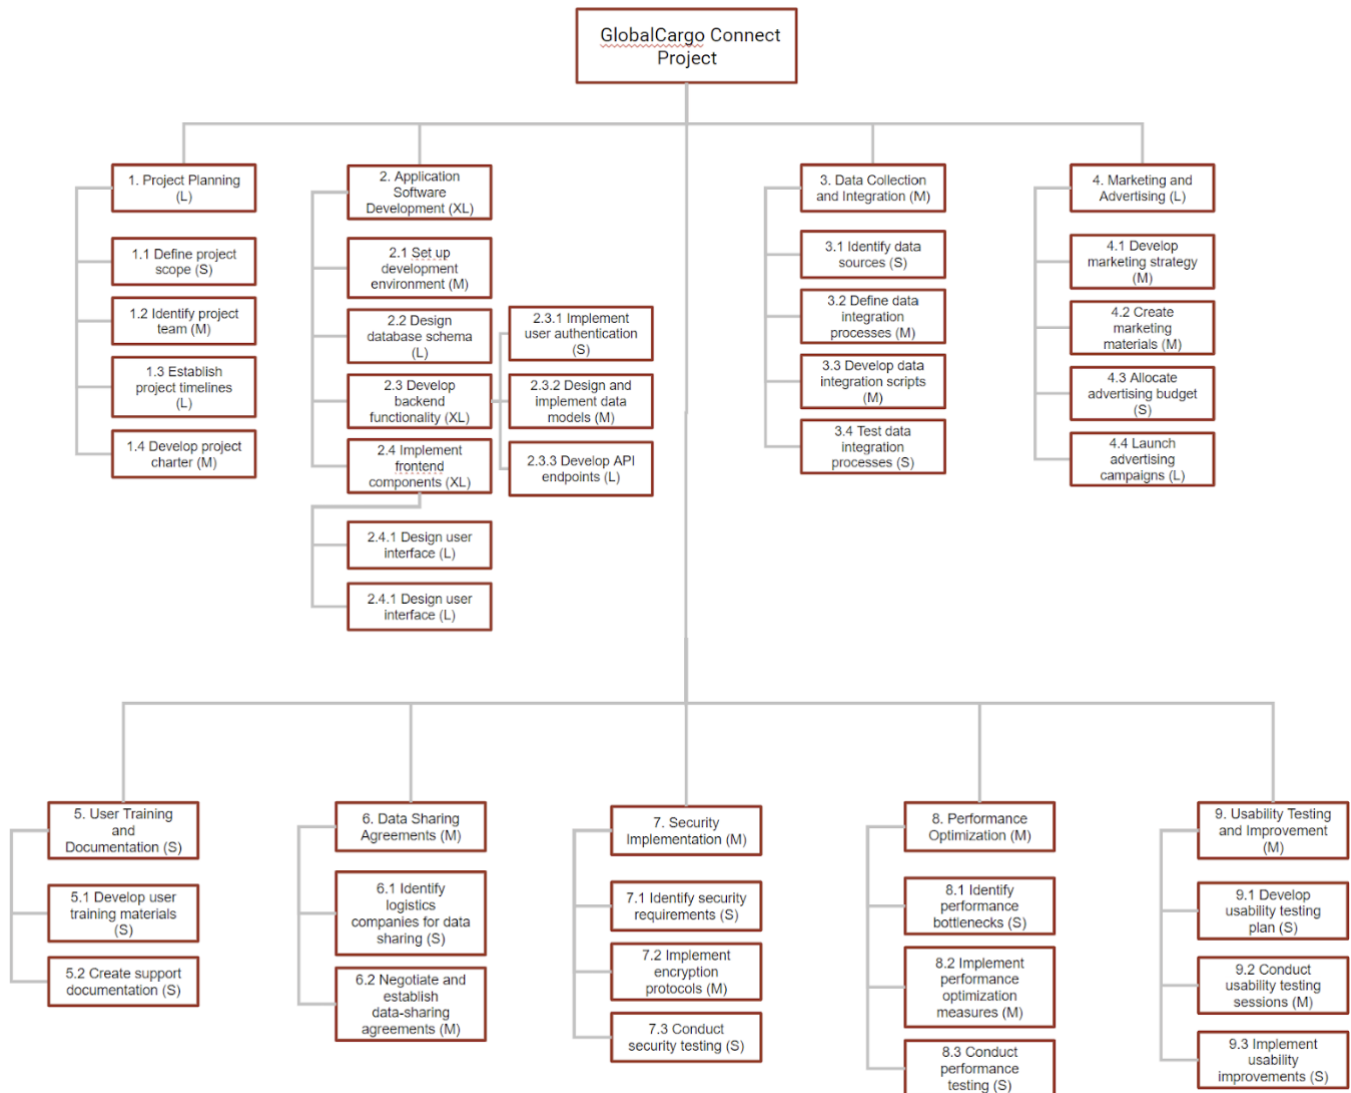 GlobalCargo Connect
Project
1. Project Planning
(L)
1.1 Define project
scope (S)
1.2 Identify project
team (M)
1.3 Establish
project timelines
(L)
1.4 Develop project
charter (M)
2. Application
Software
Development (XL)
2.1 Set up
development
environment (M)
2.2 Design
database schema
(L)
2.3 Develop
backend
functionality (XL)
2.3.1 Implement
user authentication
(S)
2.3.2 Design and
implement data
models (M)
2.3.3 Develop API
endpoints (L)
2.4 Implement
frontend
components (XL)
2.4.1 Design user
interface (L)
2.4.1 Design user
interface (L)
3. Data Collection
and Integration (M)
3.1 Identify data
sources (S)
3.2 Define data
integration
processes (M)
3.3 Develop data
integration scripts
(M)
3.4 Test data
integration
processes (S)
4. Marketing and
Advertising (L)
4.1 Develop
marketing strategy
(M)
4.2 Create
marketing
materials (M)
4.3 Allocate
advertising budget
(S)
4.4 Launch
advertising
campaigns (L)
5. User Training
and
Documentation (S)
5.1 Develop user
training materials
(S)
5.2 Create support
documentation (S)
6. Data Sharing
Agreements (M)
6.1 Identify
logistics
companies for data
sharing (S)
6.2 Negotiate and
establish
data-sharing
agreements (M)
7. Security
Implementation (M)
7.1 Identify security
requirements (S)
7.2 Implement
encryption
protocols (M)
7.3 Conduct
security testing (S)
8. Performance
Optimization (M)
8.1 Identify
performance
bottlenecks (S)
8.2 Implement
performance
optimization
measures (M)
8.3 Conduct
performance
testing (S)
9. Usability Testing
and Improvement
(M)
9.1 Develop
usability testing
plan (S)
9.2 Conduct
usability testing
sessions (M)
9.3 Implement
usability
improvements (S)